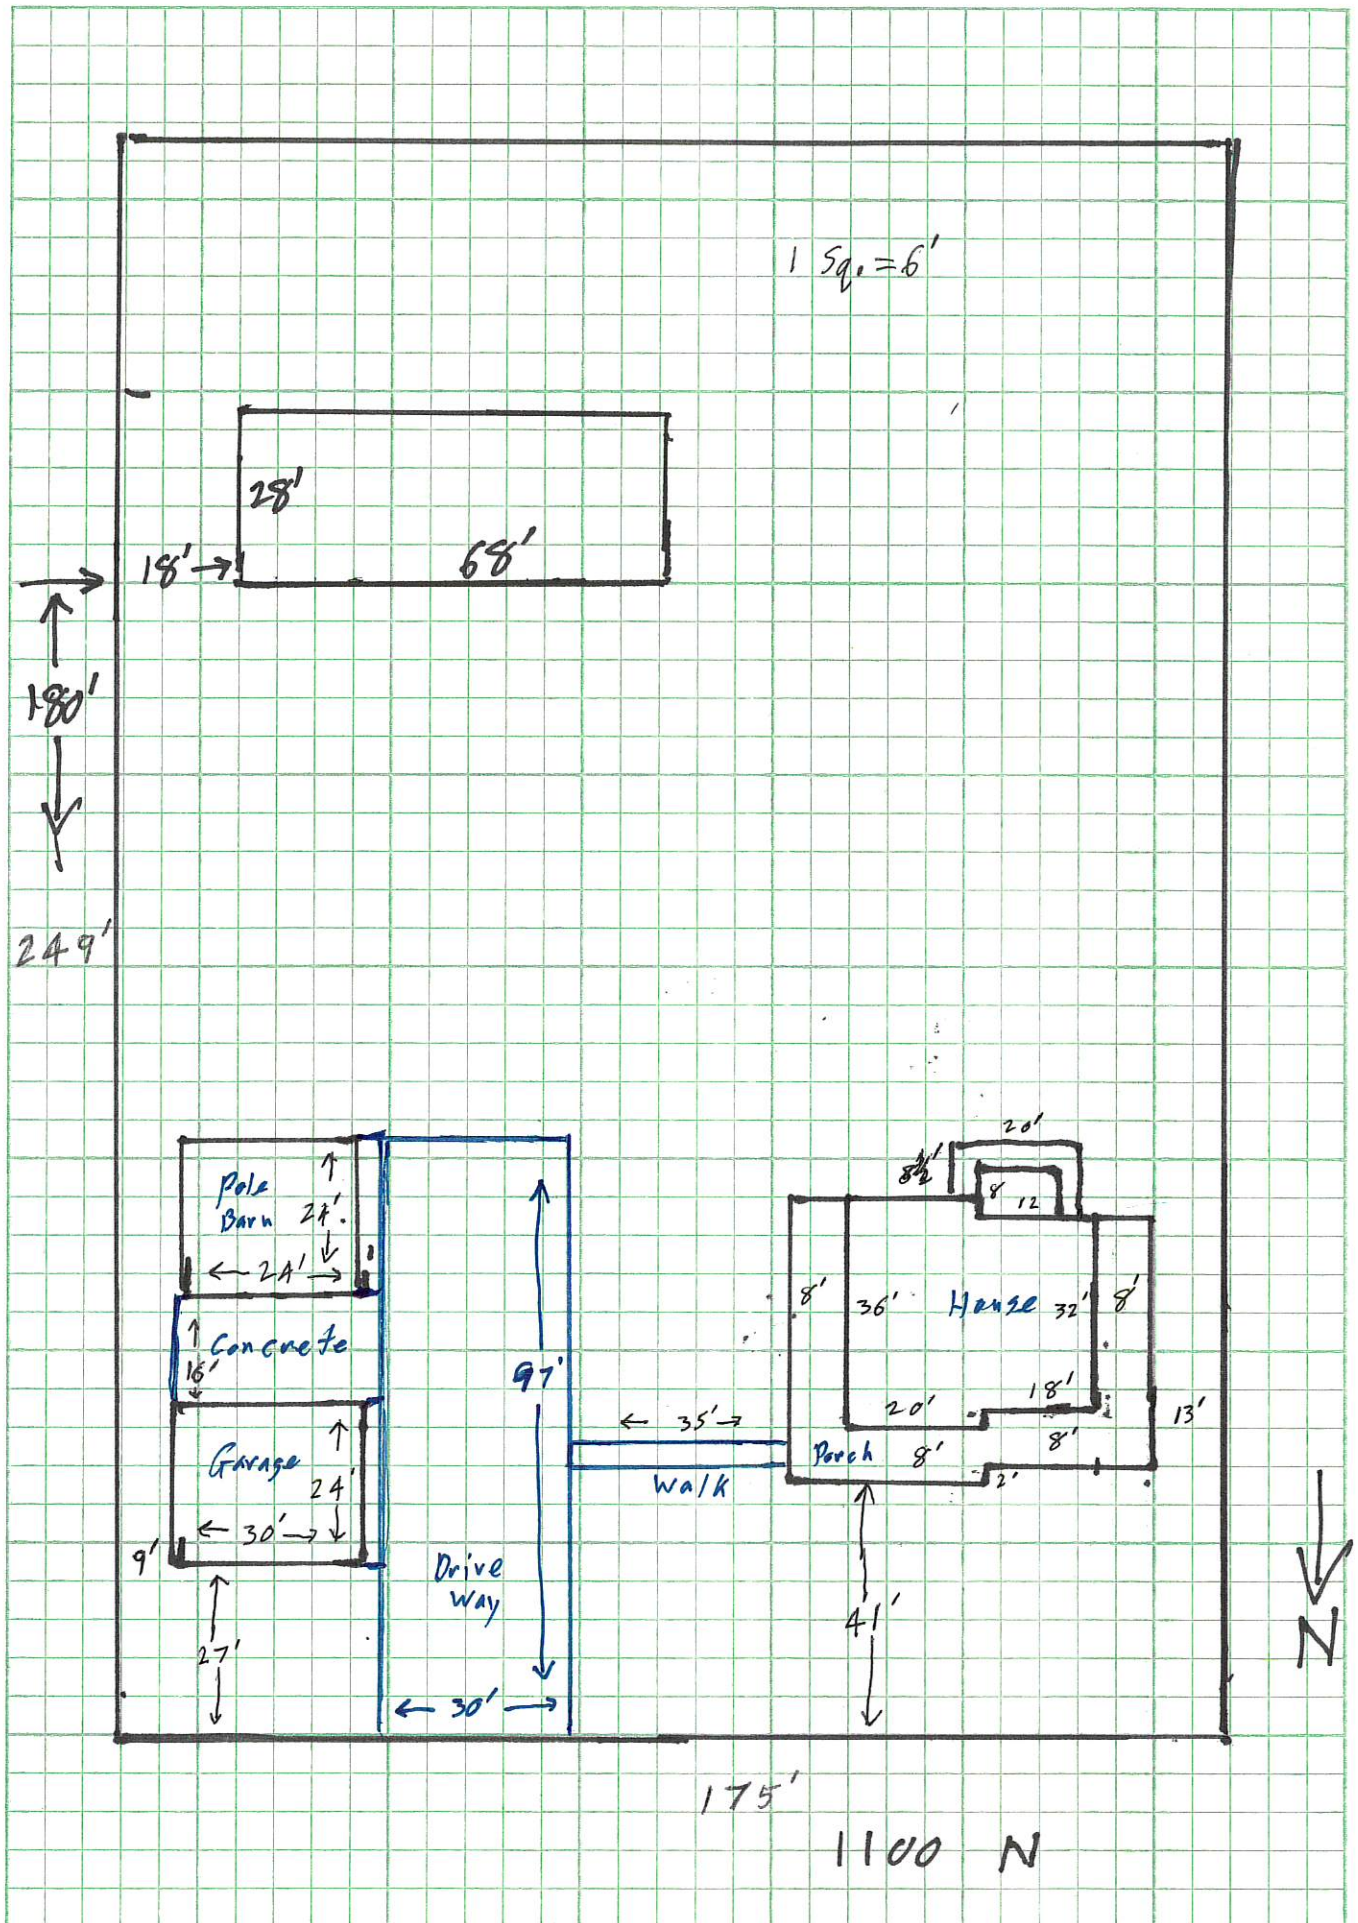 1 Sq. = 6'
28'
18' →
68'
180'
249'
20'
8½'
8'
12
Pole
Barn
24'
← 24' →
8'
36'
House
32'
8'
Concrete
16'
97'
18'
20'
← 35' →
13'
Porch
8'
8'
Garage
24'
Walk
2'
← 30' →
9'
Drive
Way
41'
N
27'
← 30' →
175'
1100 N